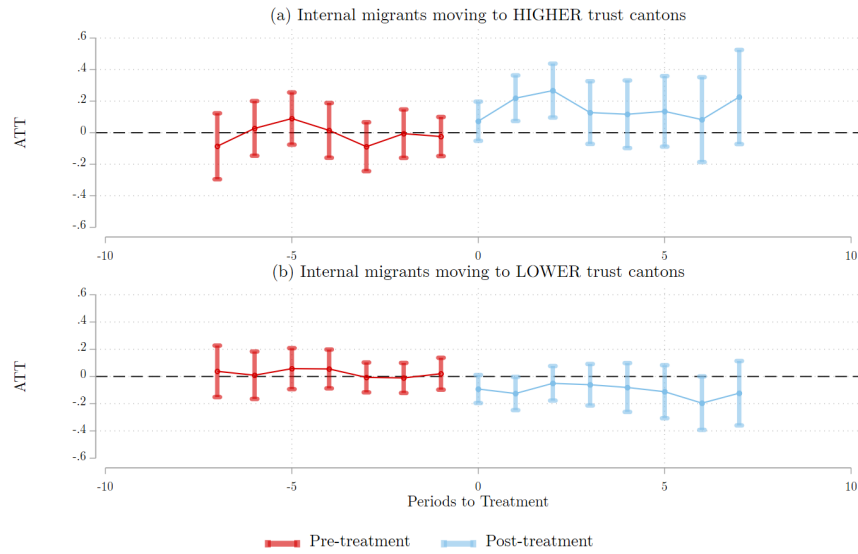 (a) Internal migrants moving to HIGHER trust cantons
.6
.4
.2
0
-.2
-.4
-.6
ATT
-10 -5 0 5 10
(b) Internal migrants moving to LOWER trust cantons
.6
.4
.2
0
-.2
-.4
-.6
ATT
-10 -5 0 5 10
Periods to Treatment
Pre-treatment Post-treatment